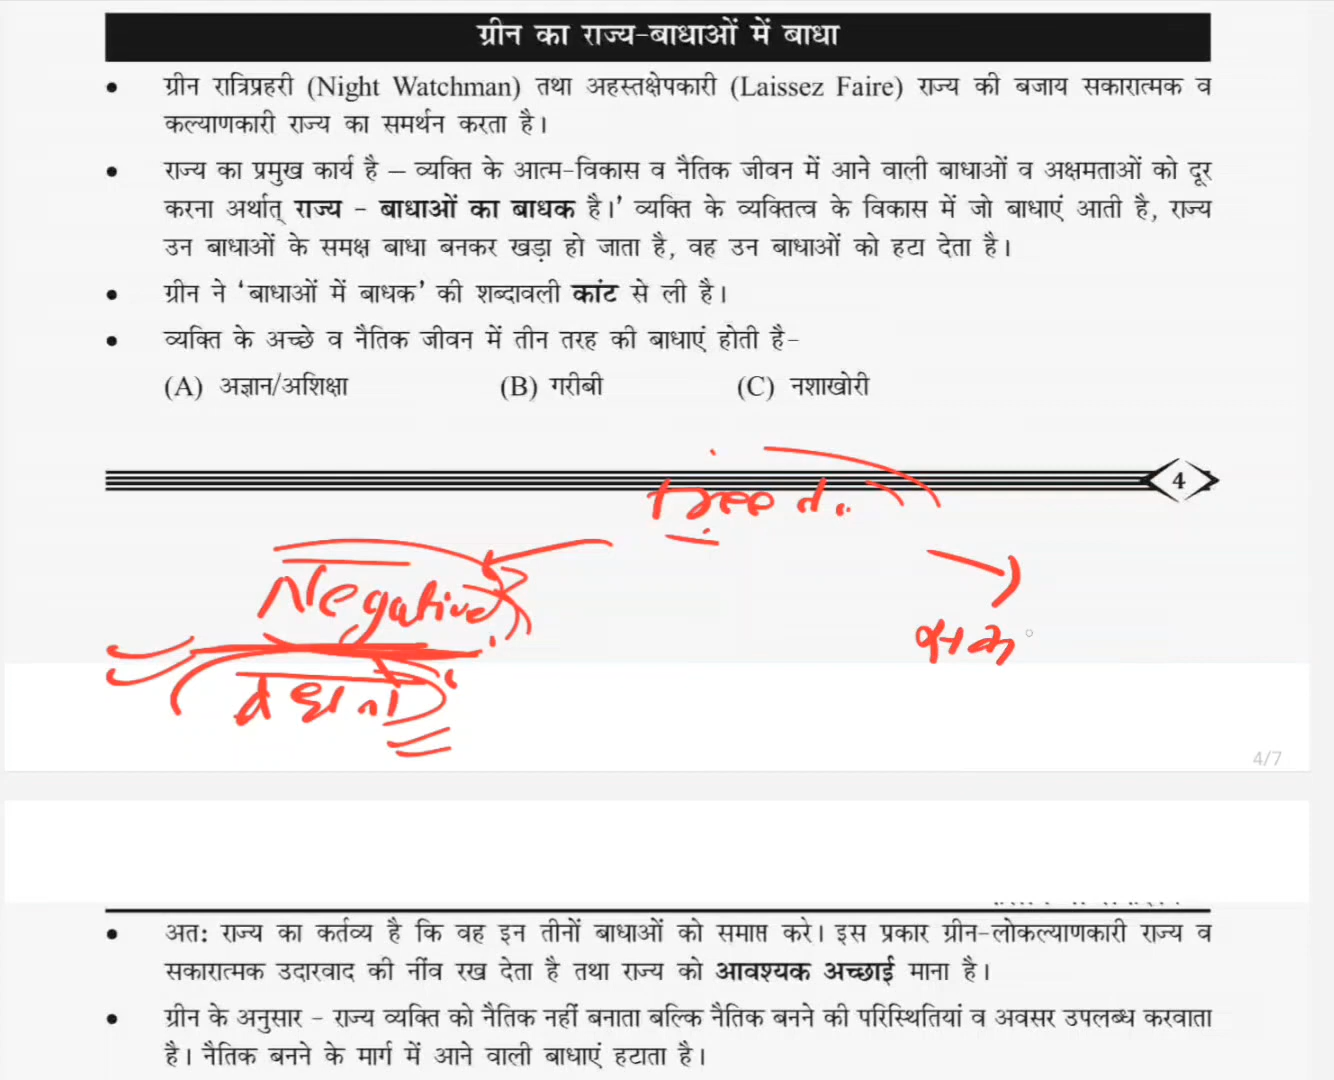 ग्रीन का राज्य-बाधाओं में बाधा
• ग्रीन रात्रिप्रहरी (Night Watchman) तथा अहस्तक्षेपकारी (Laissez Faire) राज्य की बजाय सकारात्मक व
कल्याणकारी राज्य का समर्थन करता है।
• राज्य का प्रमुख कार्य है – व्यक्ति के आत्म-विकास व नैतिक जीवन में आने वाली बाधाओं व अक्षमताओं को दूर
करना अर्थात् राज्य - बाधाओं का बाधक है।' व्यक्ति के व्यक्तित्व के विकास में जो बाधाएं आती है, राज्य
उन बाधाओं के समक्ष बाधा बनकर खड़ा हो जाता है, वह उन बाधाओं को हटा देता है।
• ग्रीन ने 'बाधाओं में बाधक' की शब्दावली कांट से ली है।
• व्यक्ति के अच्छे व नैतिक जीवन में तीन तरह की बाधाएं होती है-
(A) अज्ञान/अशिक्षा (B) गरीबी (C) नशाखोरी
4
Negative
4/7
• अतः राज्य का कर्तव्य है कि वह इन तीनों बाधाओं को समाप्त करे। इस प्रकार ग्रीन-लोकल्याणकारी राज्य व
सकारात्मक उदारवाद की नींव रख देता है तथा राज्य को आवश्यक अच्छाई माना है।
• ग्रीन के अनुसार - राज्य व्यक्ति को नैतिक नहीं बनाता बल्कि नैतिक बनने की परिस्थितियां व अवसर उपलब्ध करवाता
है। नैतिक बनने के मार्ग में आने वाली बाधाएं हटाता है।